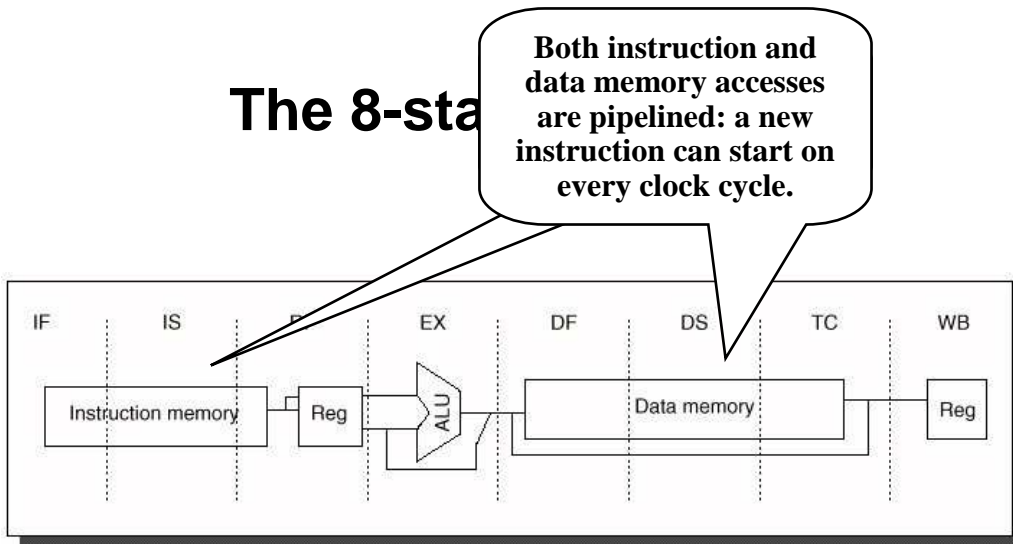 Both instruction and
data memory accesses
are pipelined: a new
instruction can start on
every clock cycle.
The 8-sta
IF IS EX DF DS TC WB
Instruction memory Reg ALU Data memory Reg